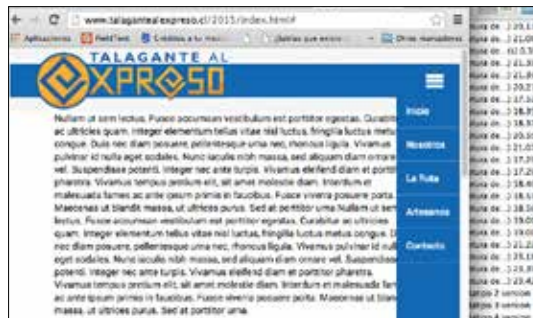 www.talagantealexpreso.cl/2015/index.html#
Aplicaciones
Otros marcadores
TALAGANTE AL
EXPRESO
Inicio
Nosotros
La Ruta
Artesanos
Contacto
Nullam ut sem lectus. Fusce accumsan vestibulum est porttitor egestas. Curabitur
ac ultricies quam. Integer elementum tellus vitae nisl luctus, fringilla luctus metus
congue. Duis nec diam posuere, pellentesque urna nec, rhoncus ligula. Vivamus
pulvinar id nulla eget sodales. Nunc iaculis nibh massa, sed aliquam diam ornare
vel. Suspendisse potenti. Integer nec ante turpis. Vivamus eleifend diam et porttitor
pharetra. Vivamus tempus pretium elit, sit amet molestie diam. Interdum et
malesuada fames ac ante ipsum primis in faucibus. Fusce viverra posuere porta.
Maecenas ut blandit massa, ut ultrices purus. Sed at porttitor urna Nullam ut sem
lectus. Fusce accumsan vestibulum est porttitor egestas. Curabitur ac ultricies
quam. Integer elementum tellus vitae nisl luctus, fringilla luctus metus congue. Duis
nec diam posuere, pellentesque urna nec, rhoncus ligula. Vivamus pulvinar id nulla
eget sodales. Nunc iaculis nibh massa, sed aliquam diam ornare vel. Suspendisse
potenti. Integer nec ante turpis. Vivamus eleifend diam et porttitor pharetra.
Vivamus tempus pretium elit, sit amet molestie diam. Interdum et malesuada fames
ac ante ipsum primis in faucibus. Fusce viverra posuere porta. Maecenas ut blandit
massa, ut ultrices purus. Sed at porttitor urna.